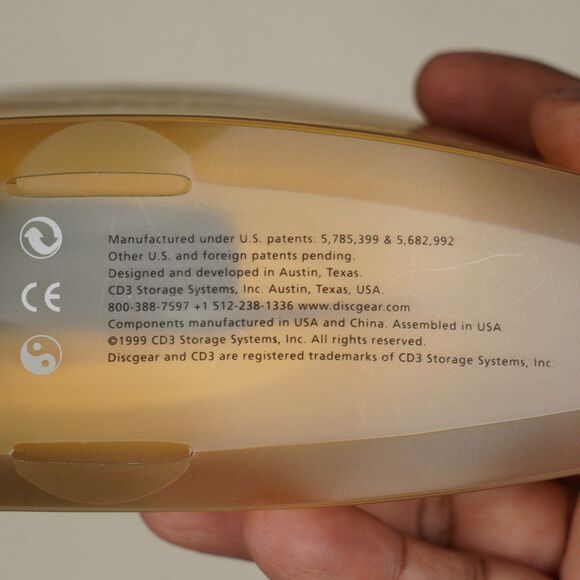 Manufactured under U.S. patents: 5,785,399 & 5,682,992
Other U.S. and foreign patents pending.
Designed and developed in Austin, Texas.
CD3 Storage Systems, Inc. Austin, Texas, USA.
800-388-7597 +1 512-238-1336 www.discgear.com
Components manufactured in USA and China. Assembled in USA.
©1999 CD3 Storage Systems, Inc. All rights reserved.
Discgear and CD3 are registered trademarks of CD3 Storage Systems, Inc.
CE